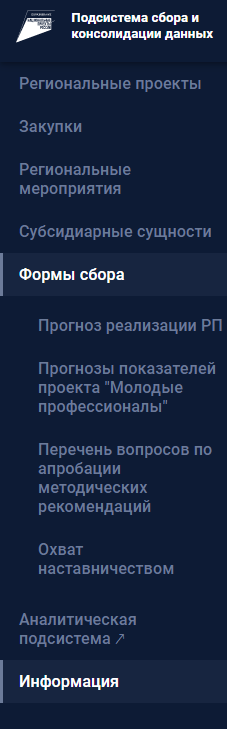 Подсистема сбора и
консолидации данных
Региональные проекты
Закупки
Региональные
мероприятия
Субсидиарные сущности
Формы сбора
Прогноз реализации РП
Прогнозы показателей
проекта "Молодые
профессионалы"
Перечень вопросов по
апробации
методических
рекомендаций
Охват
наставничеством
Аналитическая
подсистема ↗
Информация